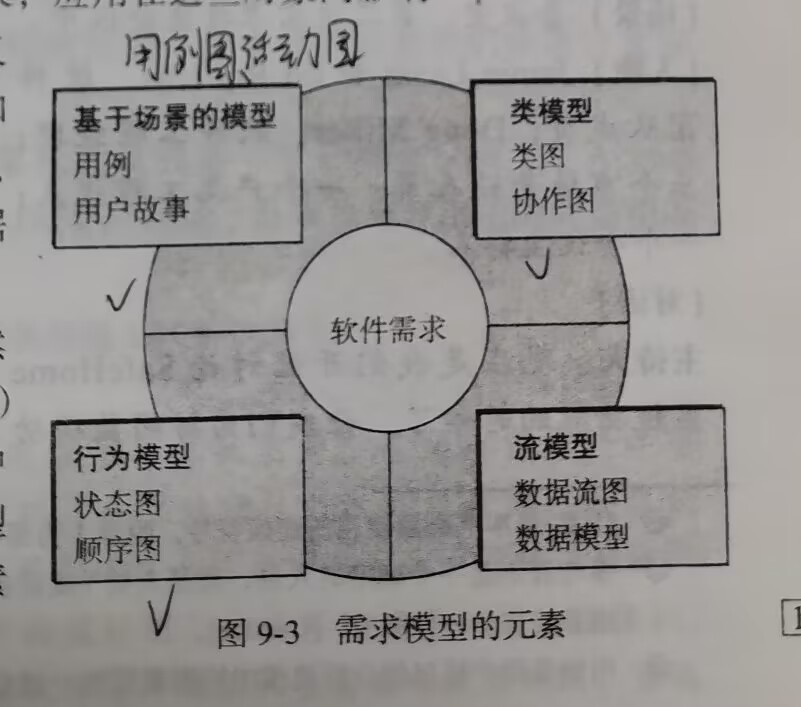 用例图、活动图
基于场景的模型
用例
用户故事
类模型
类图
协作图
软件需求
行为模型
状态图
顺序图
流模型
数据流图
数据模型
图 9-3 需求模型的元素